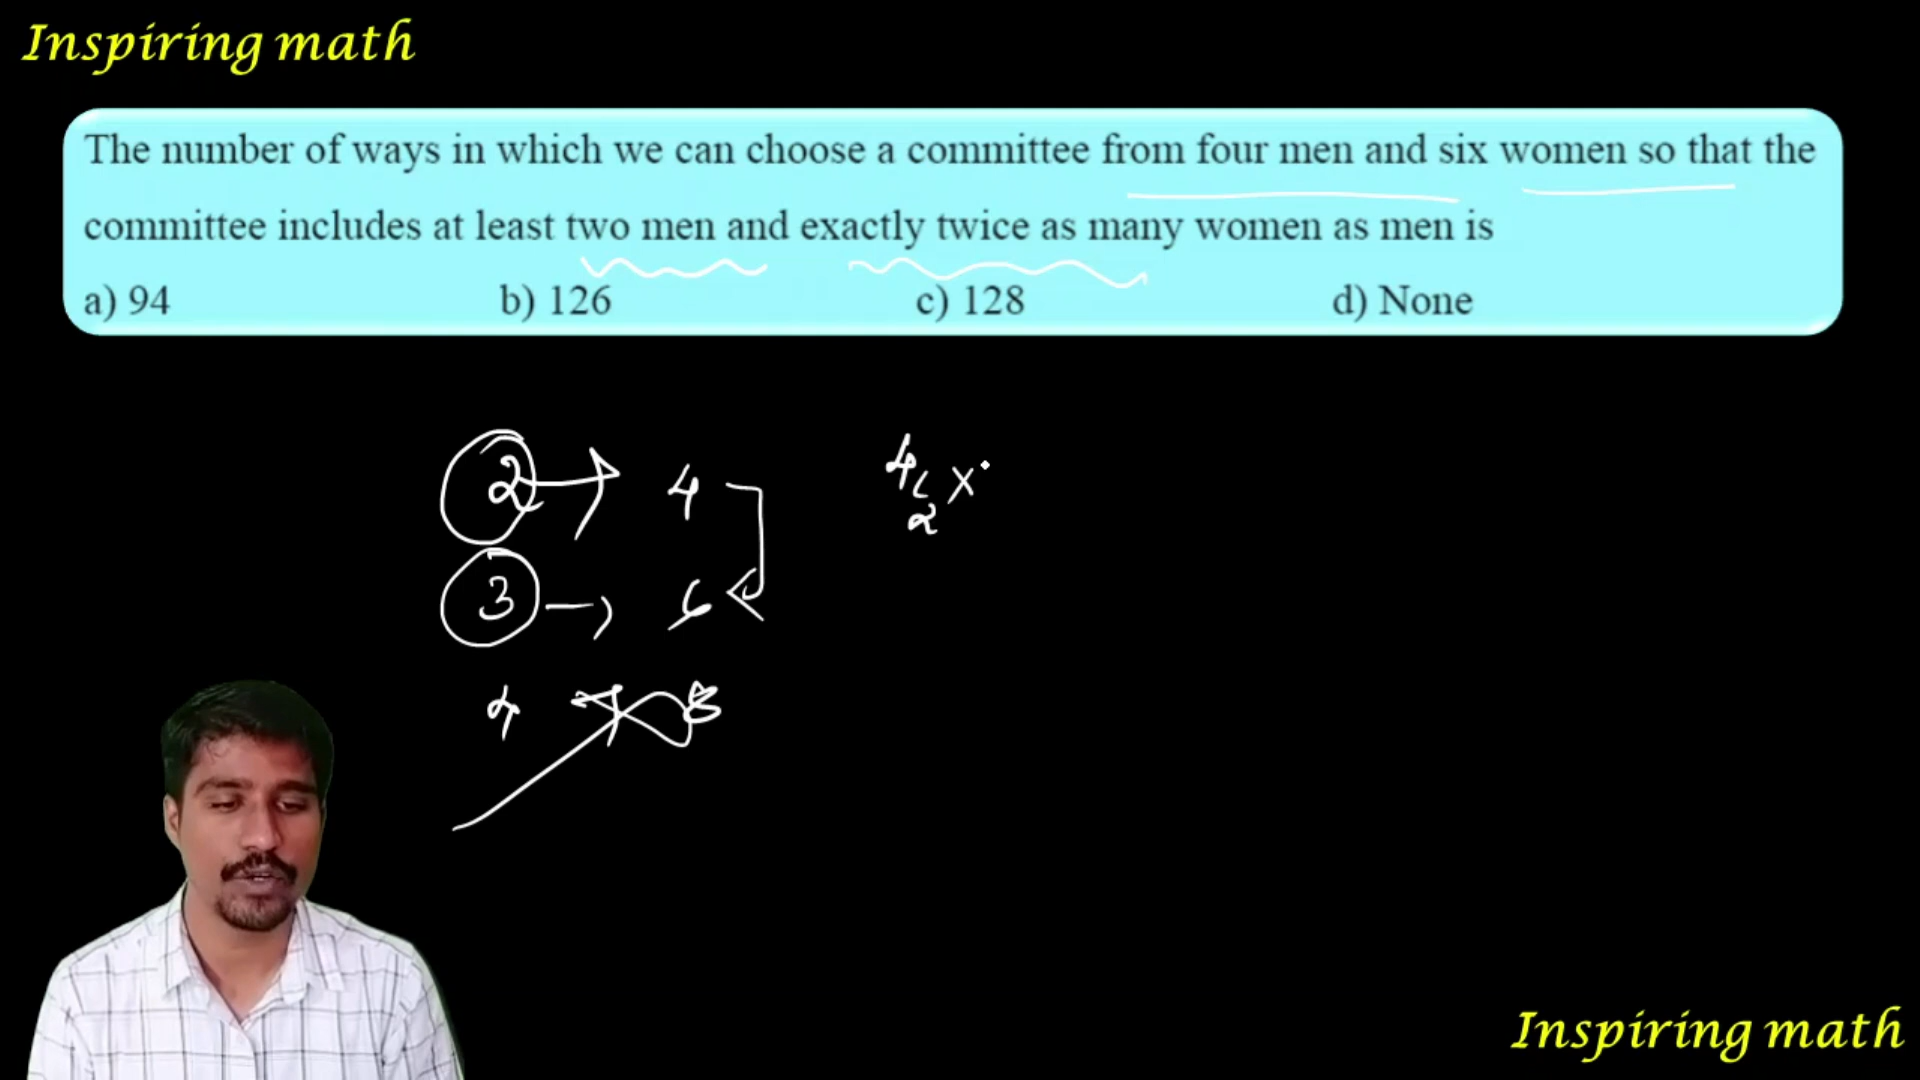 Inspiring math
The number of ways in which we can choose a committee from four men and six women so that the
committee includes at least two men and exactly twice as many women as men is
a) 94 b) 126 c) 128 d) None
2 → 4
3 → 6
4 8
4C2 ×
Inspiring math